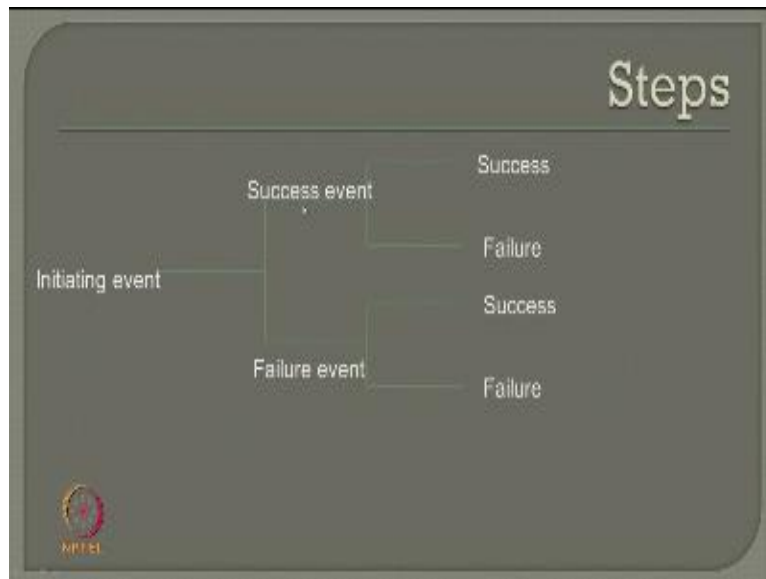 Steps
Success
Success event
Failure
Initiating event
Success
Failure event
Failure
NPTEL